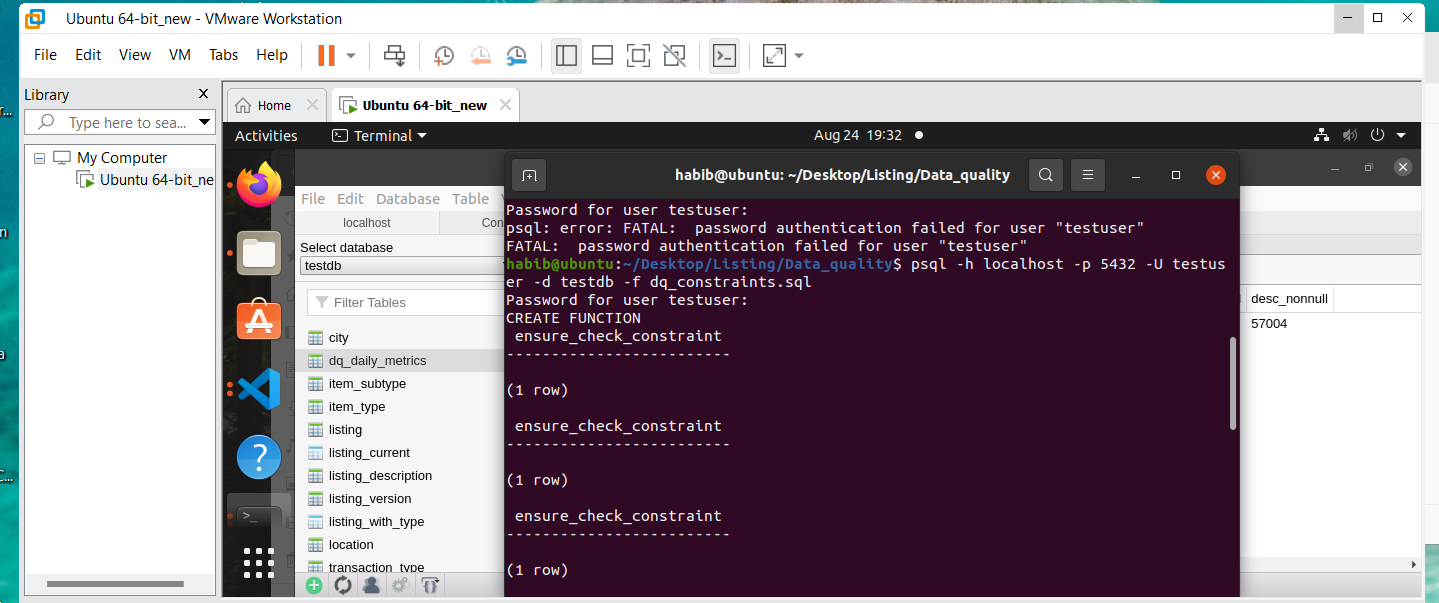 Ubuntu 64-bit_new - VMware Workstation
File Edit View VM Tabs Help
Library
Type here to sea...
My Computer
Ubuntu 64-bit_ne
Home
Ubuntu 64-bit_new
Activities
Terminal
Aug 24 19:32
habib@ubuntu: ~/Desktop/Listing/Data_quality
File Edit View Database Table
localhost
Con
Select database
testdb
Filter Tables
city
dq_daily_metrics
item_subtype
item_type
listing
listing_current
listing_description
listing_version
listing_with_type
location
transaction_type
Password for user testuser:
psql: error: FATAL:  password authentication failed for user "testuser"
FATAL:  password authentication failed for user "testuser"
habib@ubuntu:~/Desktop/Listing/Data_quality$ psql -h localhost -p 5432 -U testus
er -d testdb -f dq_constraints.sql
Password for user testuser:
CREATE FUNCTION
ensure_check_constraint
-------------------------
(1 row)
ensure_check_constraint
-------------------------
(1 row)
ensure_check_constraint
-------------------------
(1 row)
desc_nonnull
57004